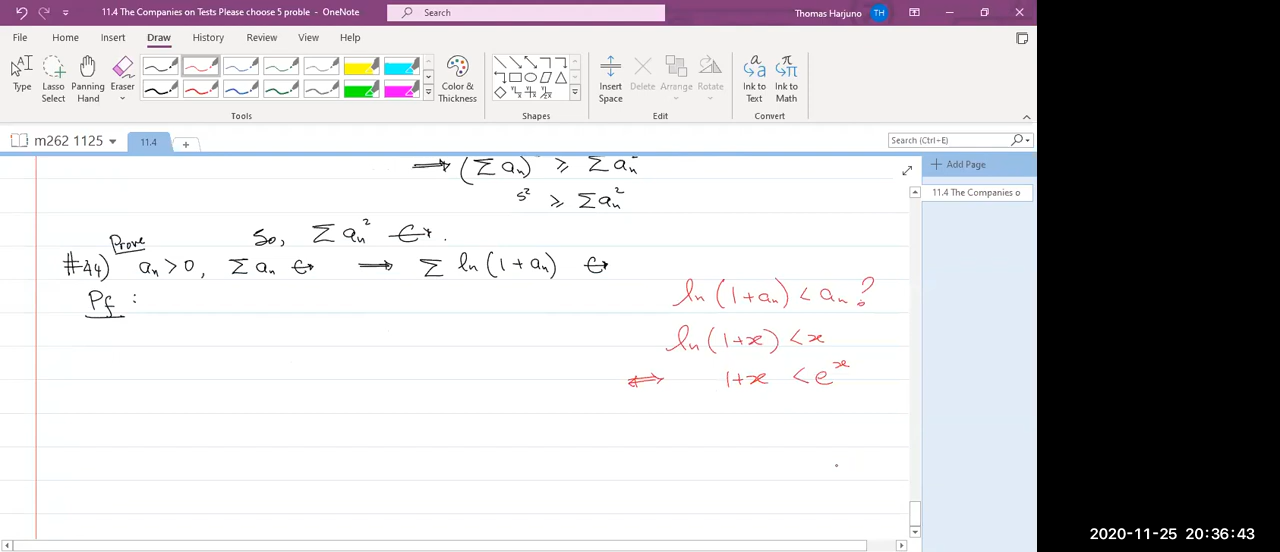 11.4 The Companies on Tests Please choose 5 proble - OneNote
Search
Thomas Harjuno
TH
File Home Insert Draw History Review View Help
Type
Lasso Select
Panning Hand
Eraser
Color & Thickness
Insert Space
Delete
Arrange
Rotate
Ink to Text
Ink to Math
Tools
Shapes
Edit
Convert
m262 1125
11.4
Search (Ctrl+E)
Add Page
11.4 The Companies o
⟹ (Σ an)² ≥ Σ an²
s² ≥ Σ an²
So, Σ an²
Prove
#44) an > 0, Σ an ⟹ Σ ln (1 + an)
Pf :
ln (1 + an) < an ?
ln (1+x) < x
⟺ 1+x < e^x
2020-11-25 20:36:43